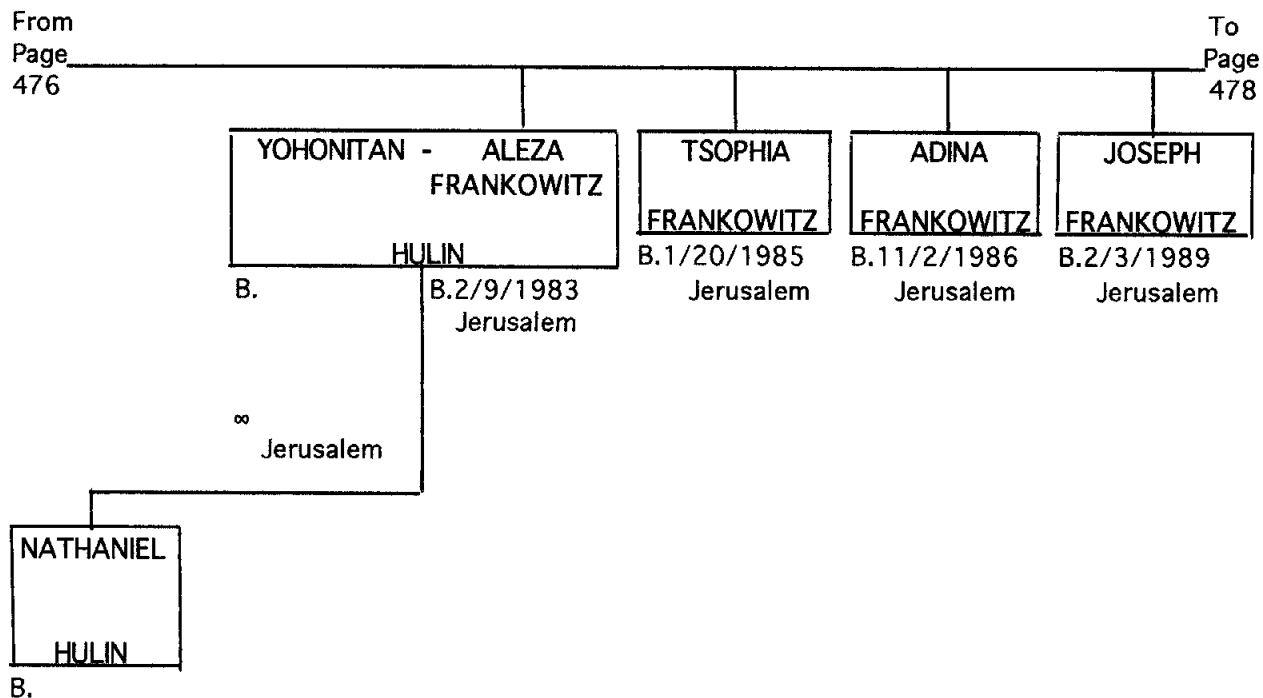 From
Page
476
To
Page
478
YOHONITAN - ALEZA
FRANKOWITZ
HULIN
B.
B.2/9/1983
Jerusalem
TSOPHIA
FRANKOWITZ
B.1/20/1985
Jerusalem
ADINA
FRANKOWITZ
B.11/2/1986
Jerusalem
JOSEPH
FRANKOWITZ
B.2/3/1989
Jerusalem
∞
Jerusalem
NATHANIEL
HULIN
B.